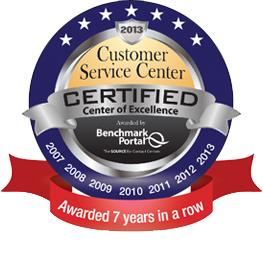 2013
Customer
Service Center
CERTIFIED
Center of Excellence
Awarded by
Benchmark
Portal
The SOURCE for Contact Centers
2007 2008 2009 2010 2011 2012 2013
Awarded 7 years in a row